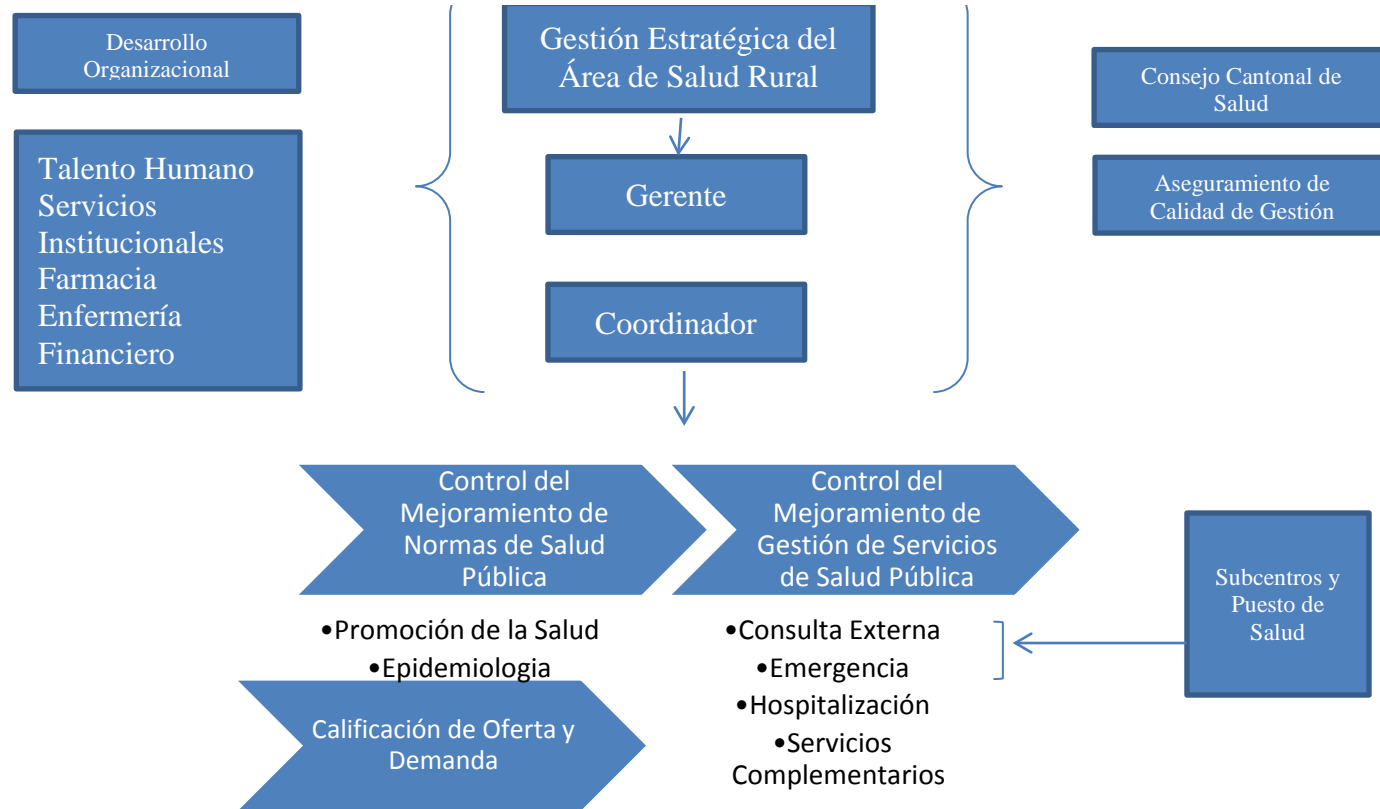 Desarrollo
Organizacional
Talento Humano
Servicios
Institucionales
Farmacia
Enfermería
Financiero
Gestión Estratégica del
Área de Salud Rural
Gerente
Coordinador
Consejo Cantonal de
Salud
Aseguramiento de
Calidad de Gestión
Control del
Mejoramiento de
Normas de Salud
Pública
•Promoción de la Salud
•Epidemiologia
Calificación de Oferta y
Demanda
Control del
Mejoramiento de
Gestión de Servicios
de Salud Pública
•Consulta Externa
•Emergencia
•Hospitalización
•Servicios
Complementarios
Subcentros y
Puesto de
Salud